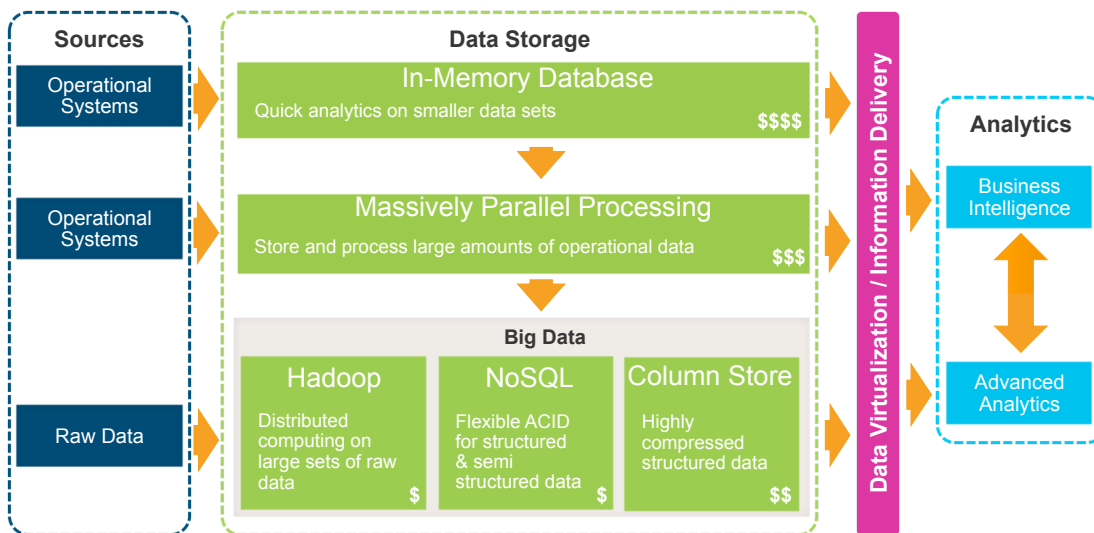 Sources
Operational
Systems
Operational
Systems
Raw Data
Data Storage
In-Memory Database
Quick analytics on smaller data sets
$$$$
Massively Parallel Processing
Store and process large amounts of operational data
$$$
Big Data
Hadoop
Distributed
computing on
large sets of raw
data
$
NoSQL
Flexible ACID
for structured
& semi
structured data
$
Column Store
Highly
compressed
structured data
$$
Data Virtualization / Information Delivery
Analytics
Business
Intelligence
Advanced
Analytics